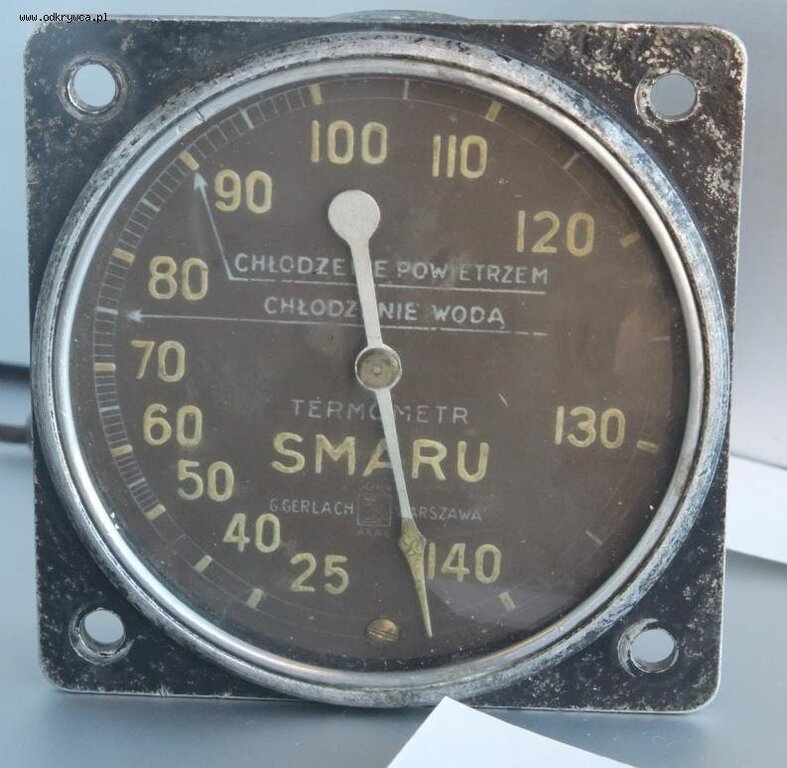 www.odkrywca.pl
100
110
90
120
80
CHŁODZENIE POWIETRZEM
CHŁODZENIE WODĄ
70
TERMOMETR
60
130
SMARU
50
G.GERLACH WARSZAWA
40
25
140